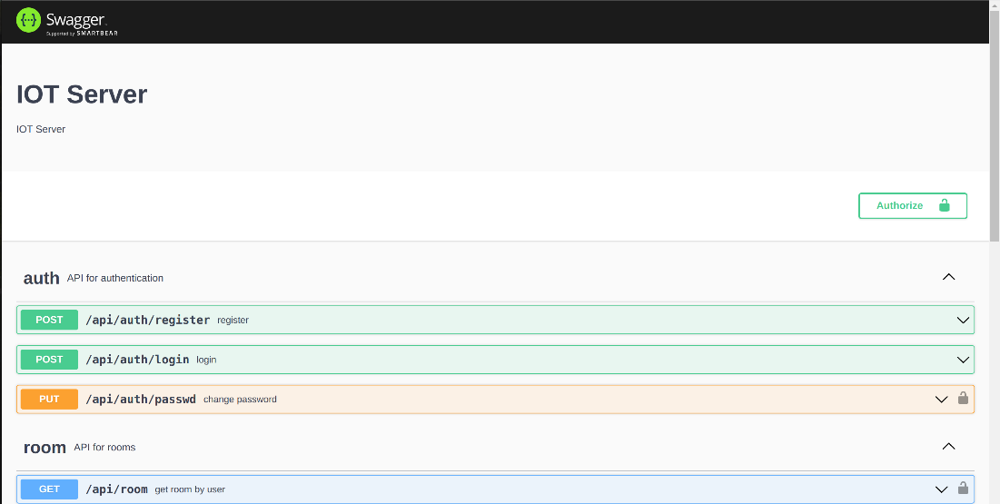 Swagger.
Supported by SMARTBEAR
IOT Server
IOT Server
Authorize
auth API for authentication
POST /api/auth/register register
POST /api/auth/login login
PUT /api/auth/passwd change password
room API for rooms
GET /api/room get room by user